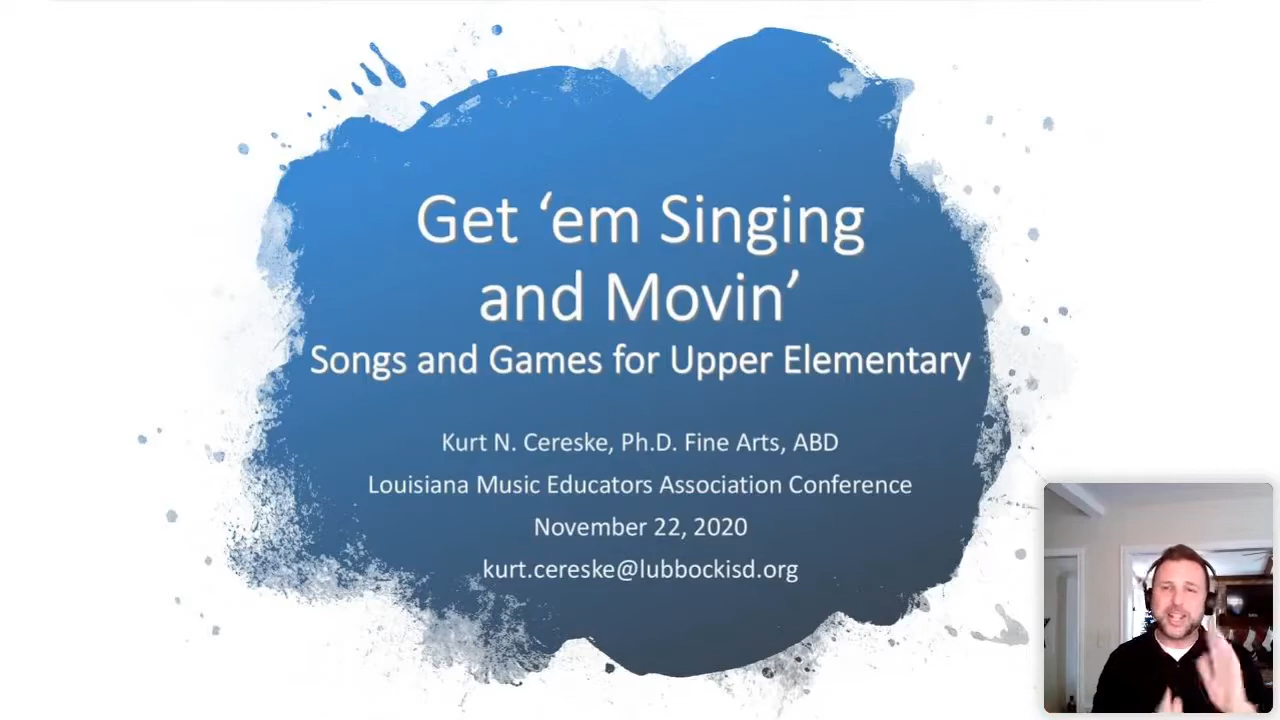 Get ‘em Singing
and Movin’
Songs and Games for Upper Elementary
Kurt N. Cereske, Ph.D. Fine Arts, ABD
Louisiana Music Educators Association Conference
November 22, 2020
kurt.cereske@lubbockisd.org